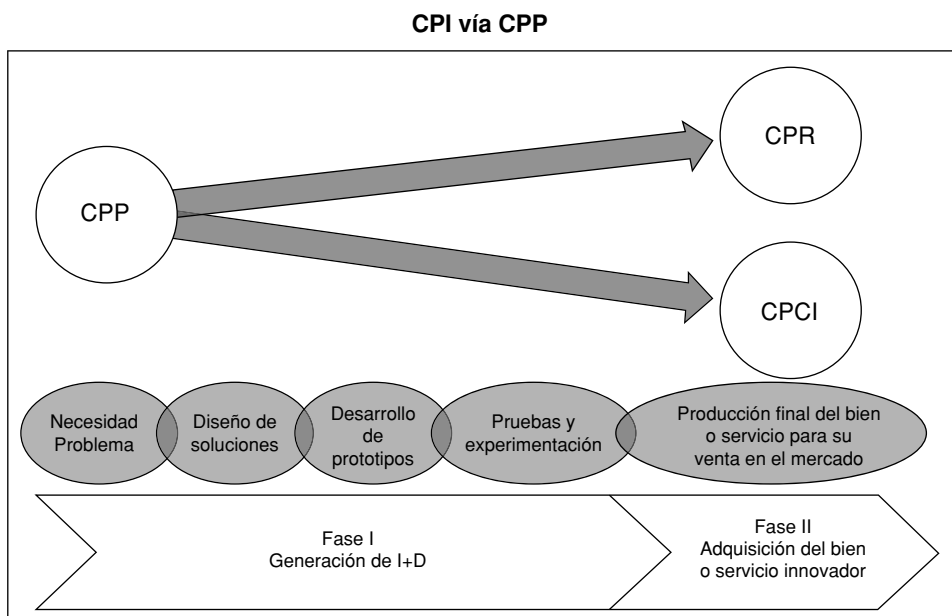 CPI vía CPP
CPR
CPP
CPCI
Necesidad
Problema
Diseño de
soluciones
Desarrollo
de
prototipos
Pruebas y
experimentación
Producción final del bien
o servicio para su
venta en el mercado
Fase I
Generación de I+D
Fase II
Adquisición del bien
o servicio innovador